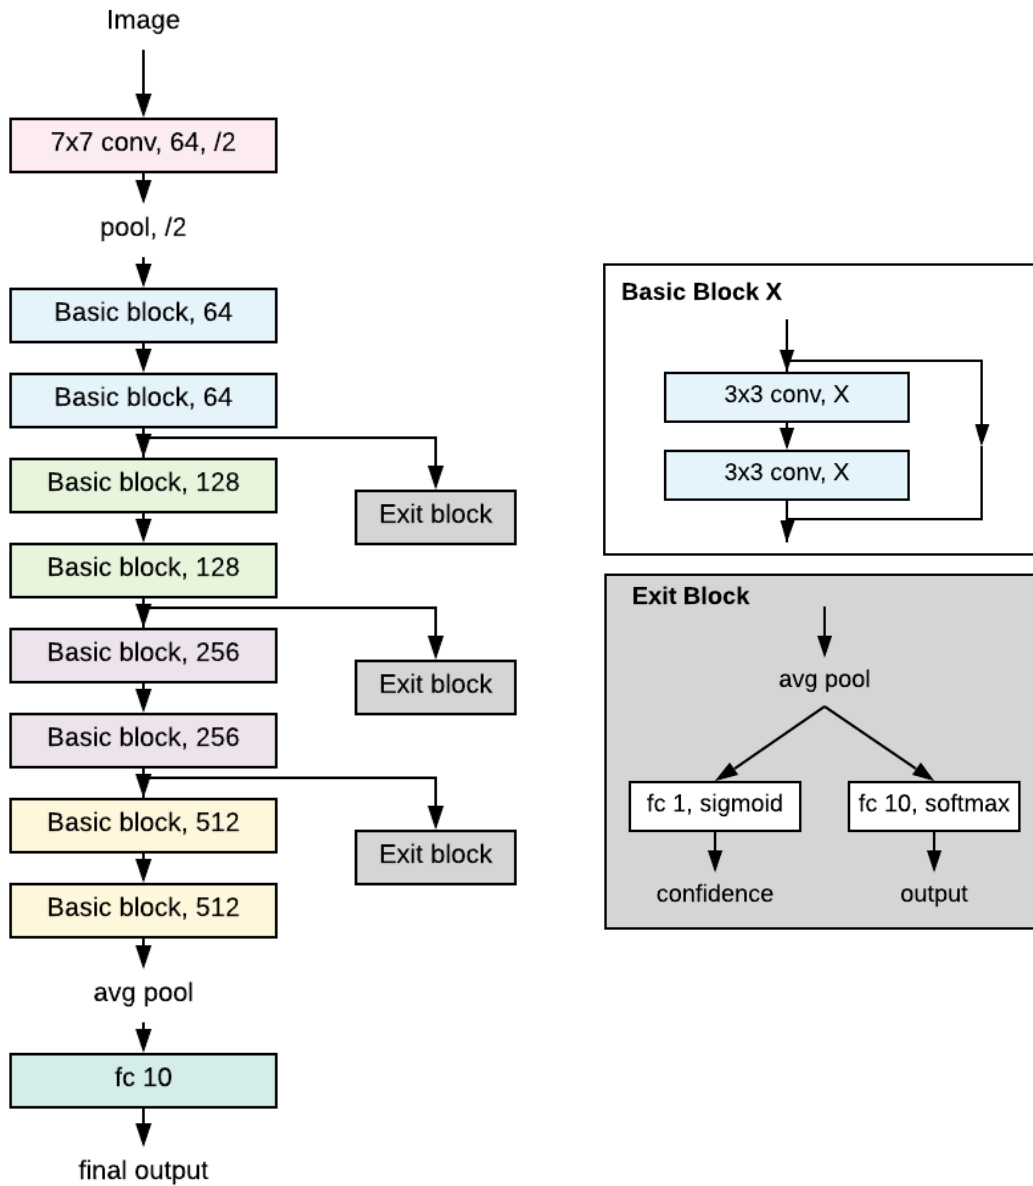 Image
7x7 conv, 64, /2
pool, /2
Basic block, 64
Basic block, 64
Basic block, 128
Exit block
Basic block, 128
Basic block, 256
Exit block
Basic block, 256
Basic block, 512
Exit block
Basic block, 512
avg pool
fc 10
final output
Basic Block X
3x3 conv, X
3x3 conv, X
Exit Block
avg pool
fc 1, sigmoid
fc 10, softmax
confidence
output